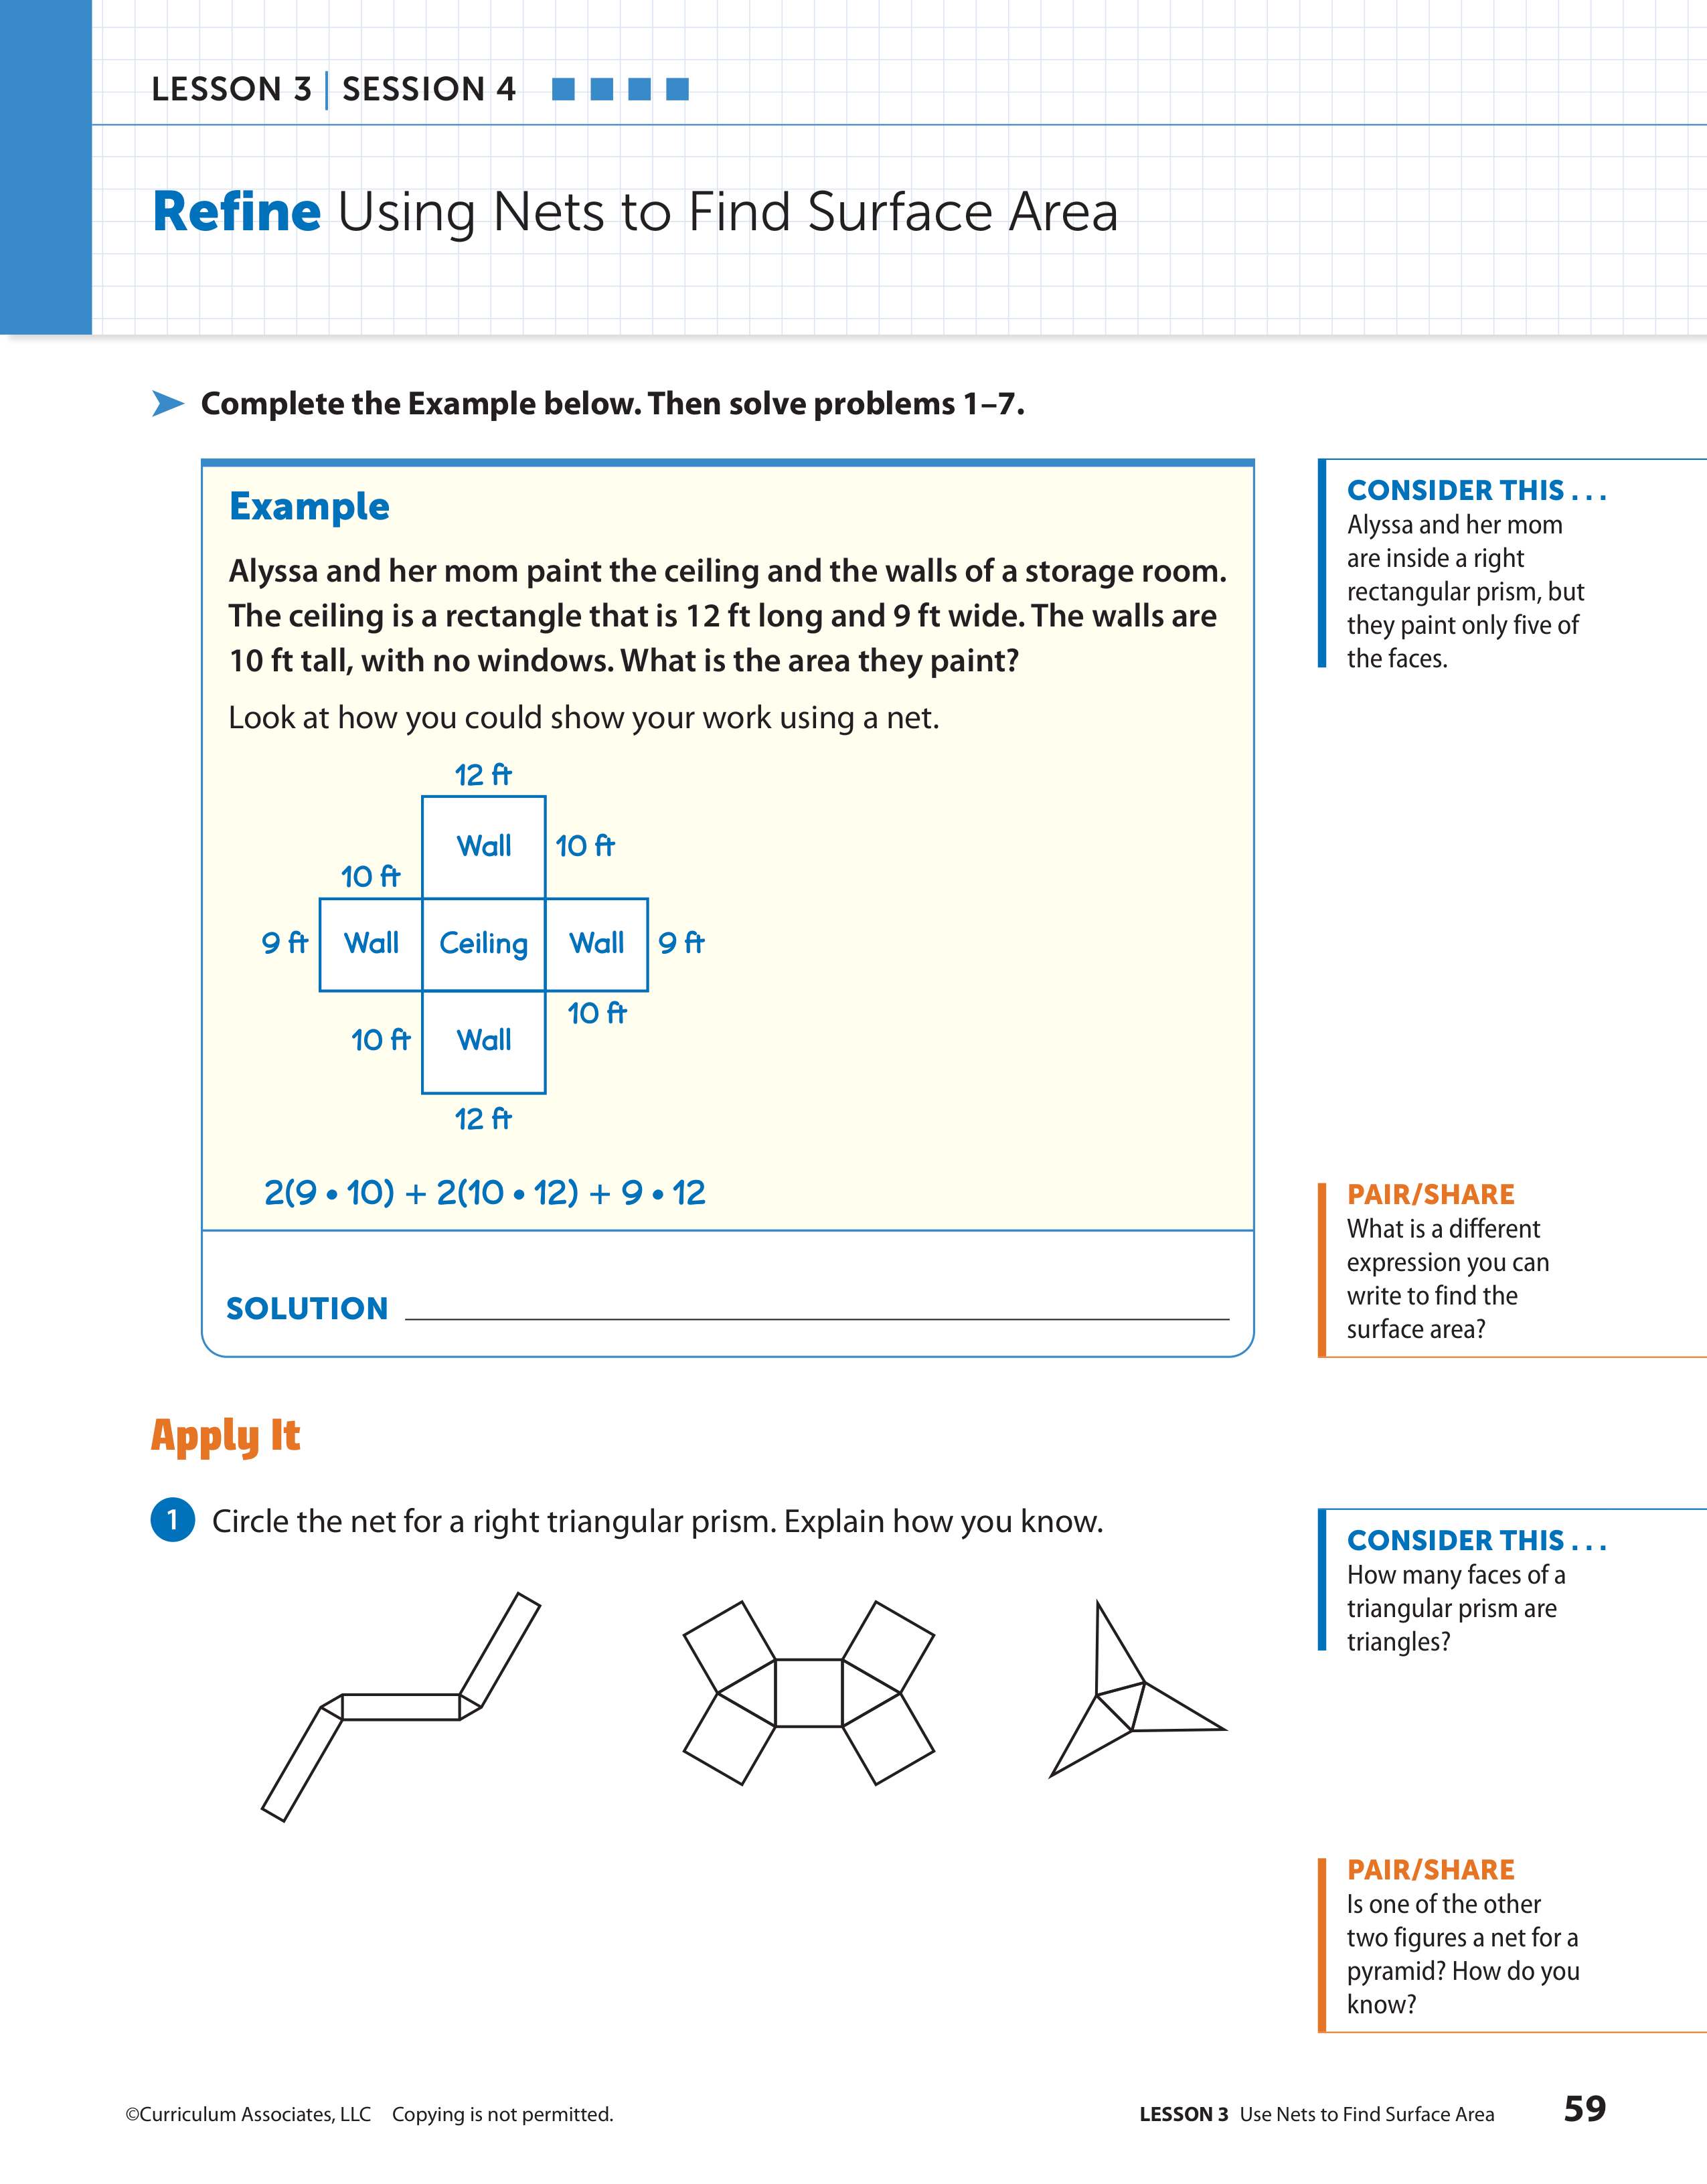 LESSON 3 | SESSION 4
Refine Using Nets to Find Surface Area
Complete the Example below. Then solve problems 1–7.
Example
Alyssa and her mom paint the ceiling and the walls of a storage room.
The ceiling is a rectangle that is 12 ft long and 9 ft wide. The walls are
10 ft tall, with no windows. What is the area they paint?
Look at how you could show your work using a net.
12 ft
Wall
10 ft
10 ft
9 ft
Wall
Ceiling
Wall
9 ft
10 ft
10 ft
Wall
12 ft
2(9 • 10) + 2(10 • 12) + 9 • 12
SOLUTION
CONSIDER THIS . . .
Alyssa and her mom
are inside a right
rectangular prism, but
they paint only five of
the faces.
PAIR/SHARE
What is a different
expression you can
write to find the
surface area?
Apply It
1 Circle the net for a right triangular prism. Explain how you know.
CONSIDER THIS . . .
How many faces of a
triangular prism are
triangles?
PAIR/SHARE
Is one of the other
two figures a net for a
pyramid? How do you
know?
©Curriculum Associates, LLC Copying is not permitted.
LESSON 3 Use Nets to Find Surface Area 59